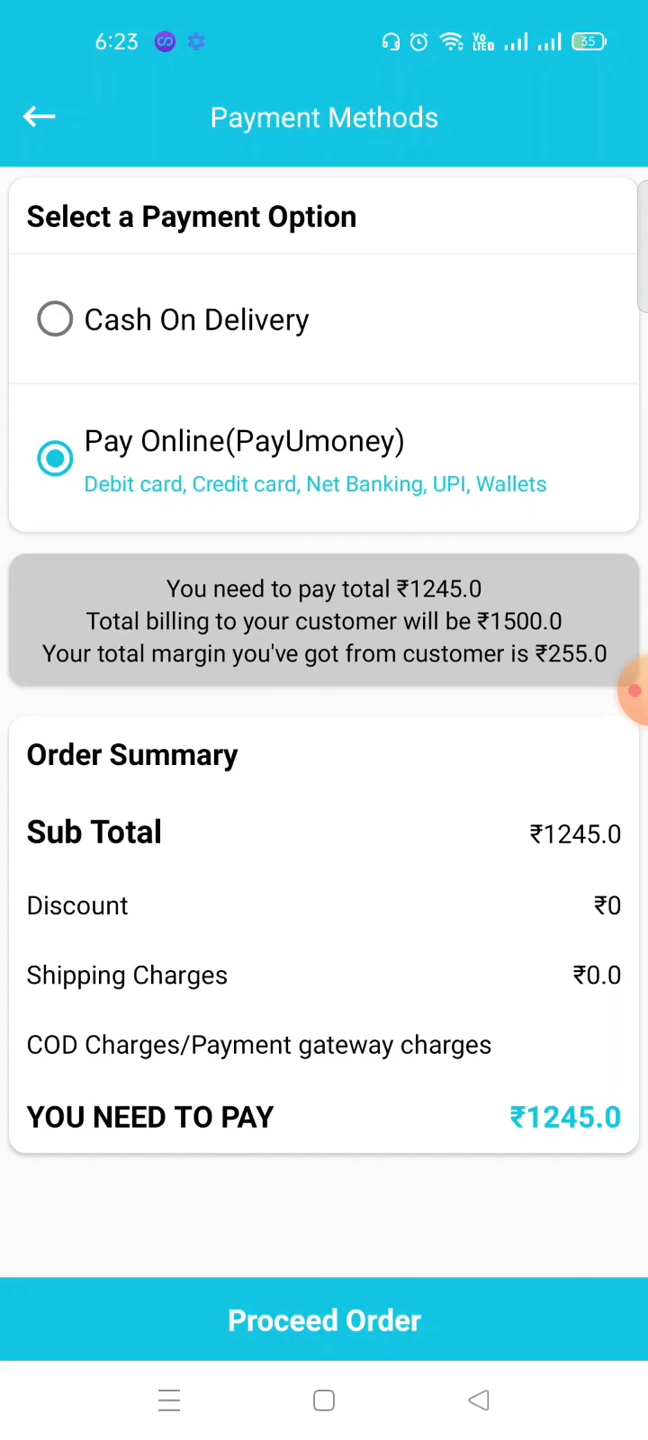 6:23
Vo LTED
35
Payment Methods
Select a Payment Option
Cash On Delivery
Pay Online(PayUmoney)
Debit card, Credit card, Net Banking, UPI, Wallets
You need to pay total ₹1245.0
Total billing to your customer will be ₹1500.0
Your total margin you've got from customer is ₹255.0
Order Summary
Sub Total ₹1245.0
Discount ₹0
Shipping Charges ₹0.0
COD Charges/Payment gateway charges
YOU NEED TO PAY ₹1245.0
Proceed Order